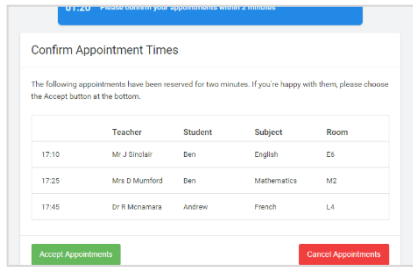 01:20 Please confirm your appointments within 2 minutes
Confirm Appointment Times
The following appointments have been reserved for two minutes. If you're happy with them, please choose
the Accept button at the bottom.
Teacher Student Subject Room
17:10 Mr J Sinclair Ben English E6
17:25 Mrs D Mumford Ben Mathematics M2
17:45 Dr R Mcnamara Andrew French L4
Accept Appointments Cancel Appointments